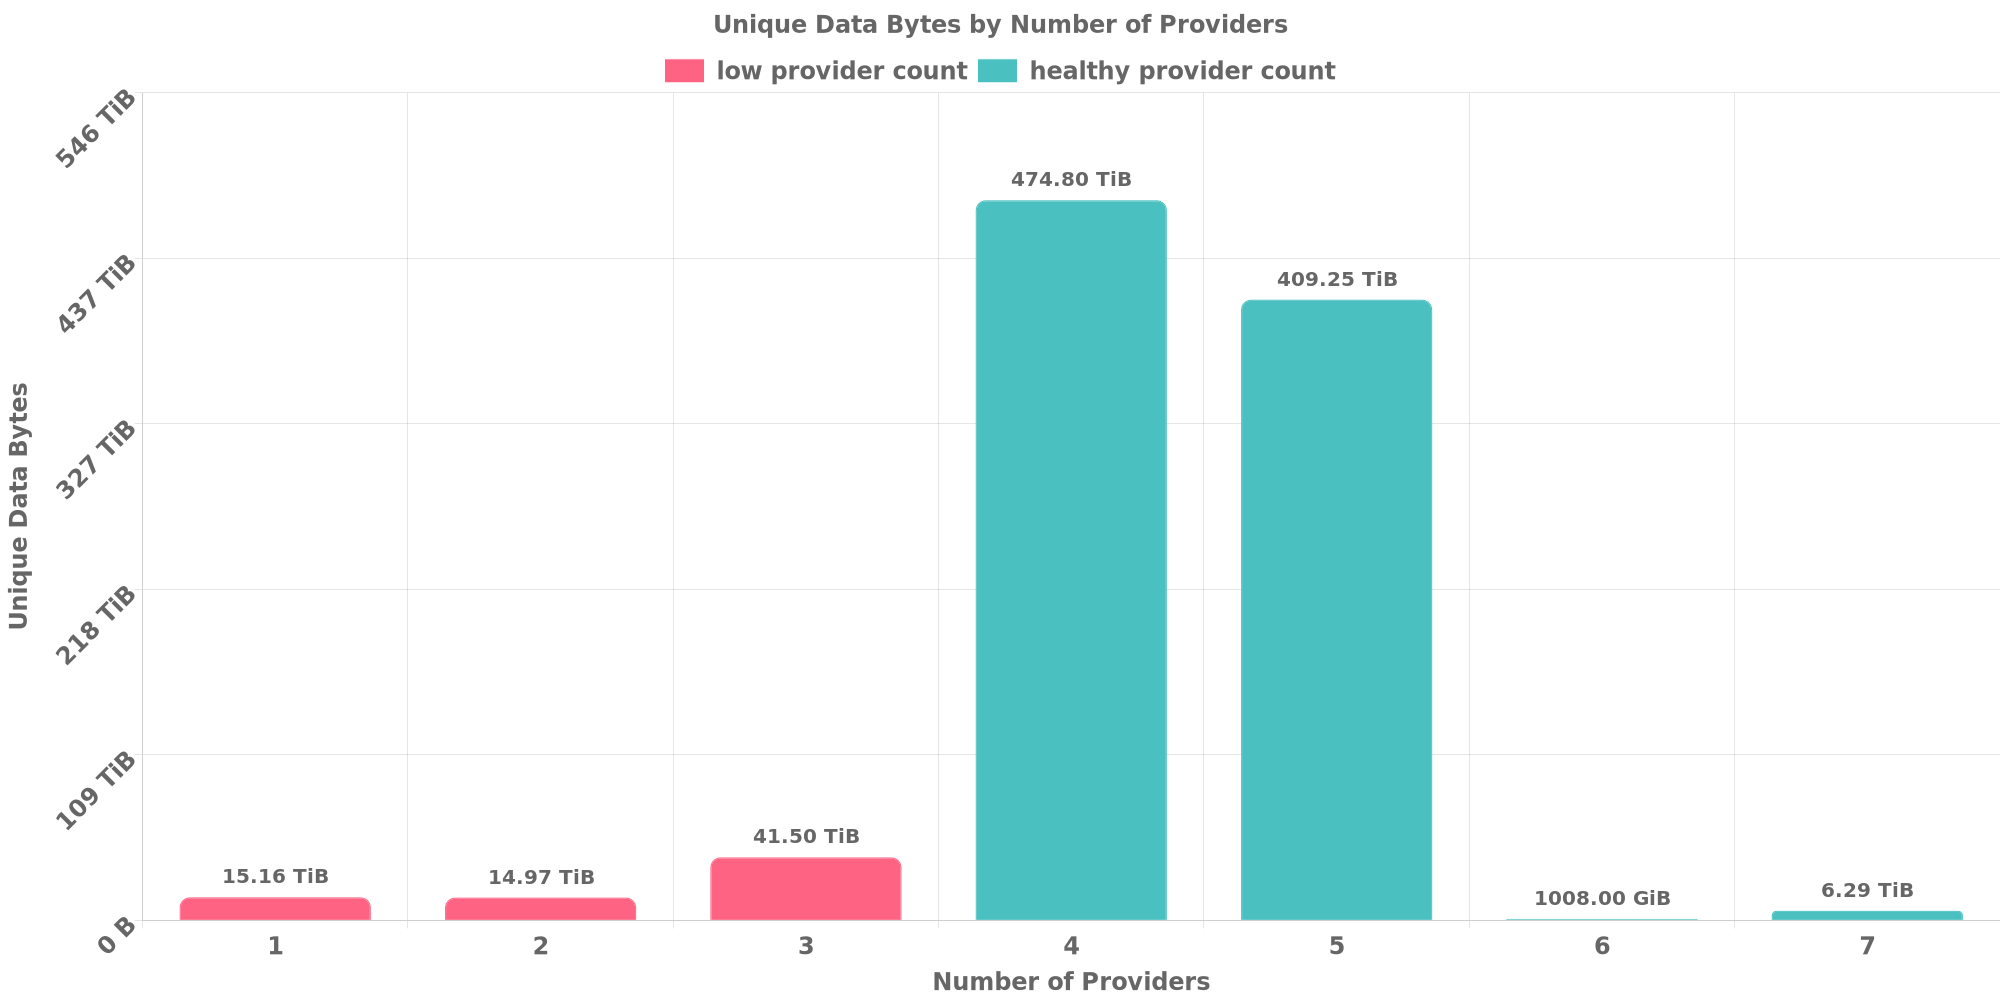 Unique Data Bytes by Number of Providers
low provider count healthy provider count
546 TiB
437 TiB
327 TiB
218 TiB
109 TiB
0 B
Unique Data Bytes
15.16 TiB
14.97 TiB
41.50 TiB
474.80 TiB
409.25 TiB
1008.00 GiB
6.29 TiB
1 2 3 4 5 6 7
Number of Providers